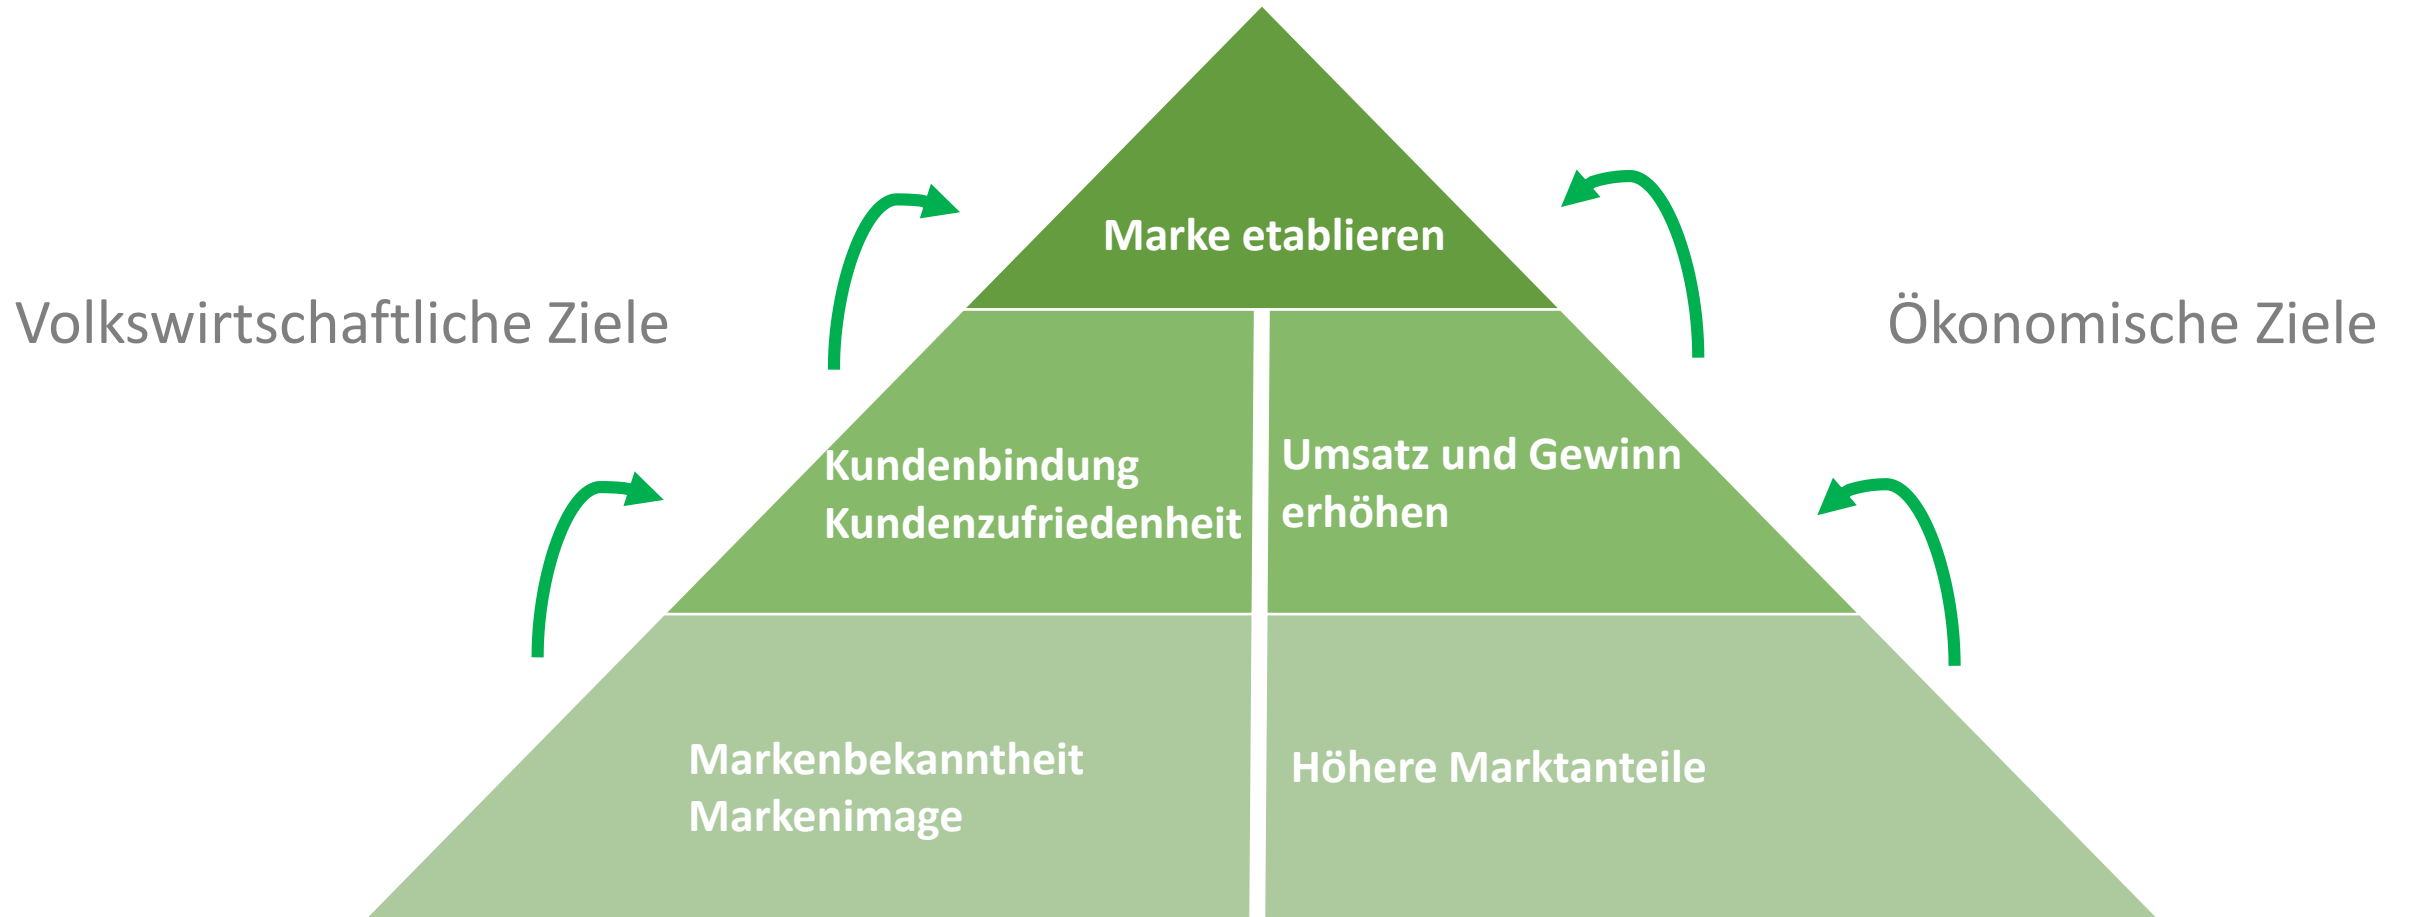 Marke etablieren
Volkswirtschaftliche Ziele
Ökonomische Ziele
Kundenbindung
Kundenzufriedenheit
Umsatz und Gewinn
erhöhen
Markenbekanntheit
Markenimage
Höhere Marktanteile